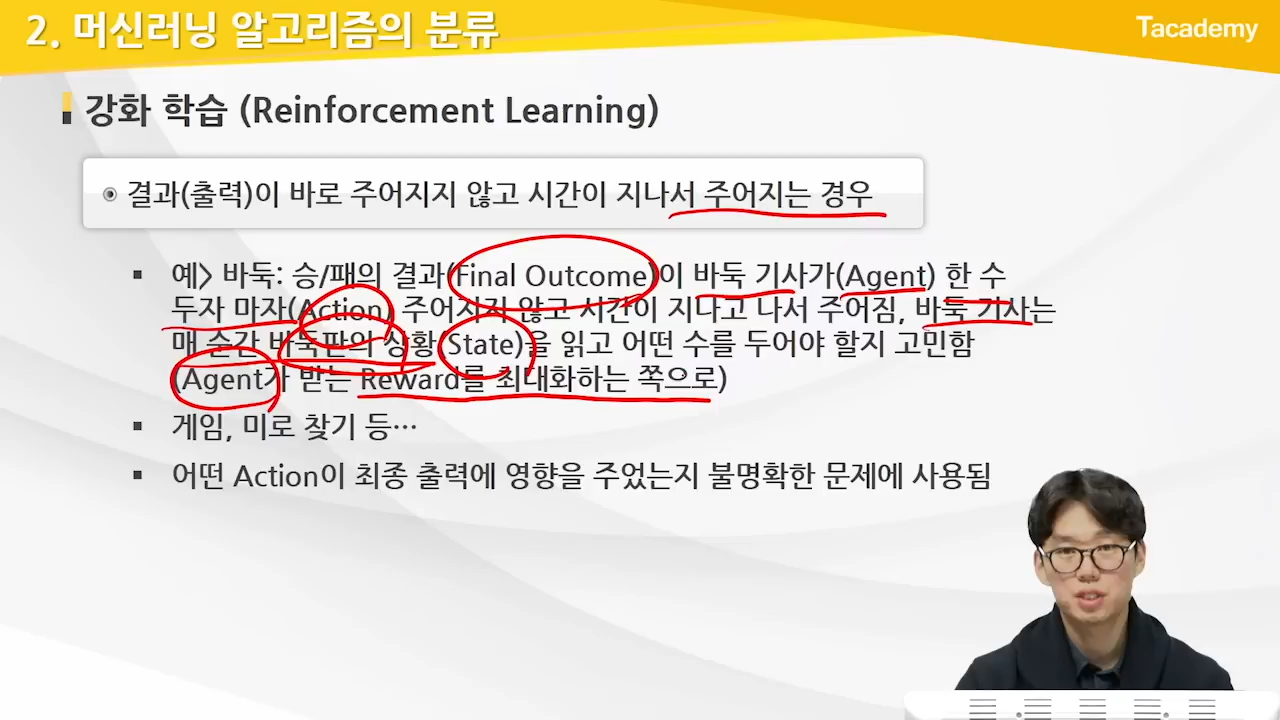 2. 머신러닝 알고리즘의 분류
Tacademy
강화 학습 (Reinforcement Learning)
결과(출력)이 바로 주어지지 않고 시간이 지나서 주어지는 경우
예> 바둑: 승/패의 결과(Final Outcome)이 바둑 기사가(Agent) 한 수
두자 마자(Action) 주어지지 않고 시간이 지나고 나서 주어짐, 바둑 기사는
매 순간 바둑판의 상황(State)을 읽고 어떤 수를 두어야 할지 고민함
(Agent가 받는 Reward를 최대화하는 쪽으로)
게임, 미로 찾기 등…
어떤 Action이 최종 출력에 영향을 주었는지 불명확한 문제에 사용됨